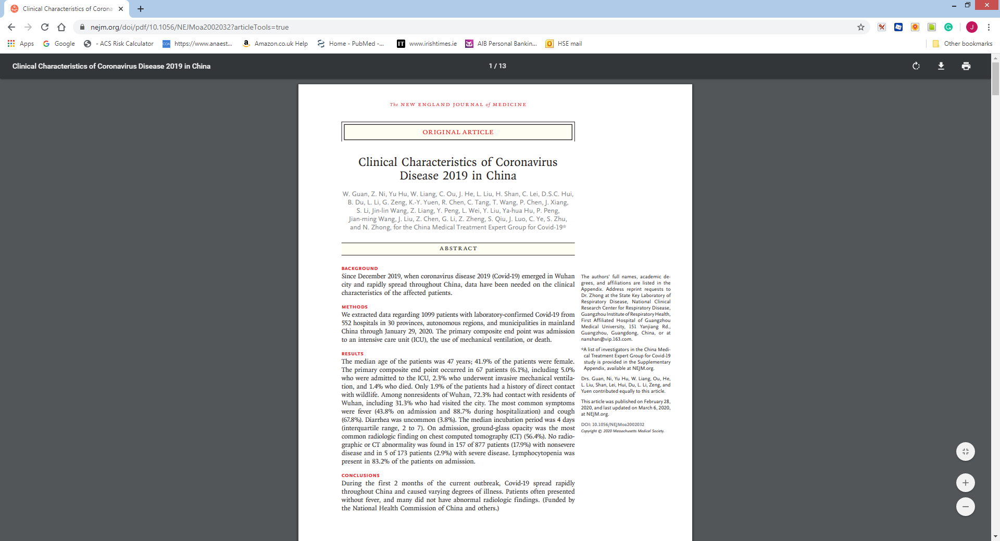 Clinical Characteristics of Corona
nejm.org/doi/pdf/10.1056/NEJMoa2002032?articleTools=true
J
Apps
Google
- ACS Risk Calculator
https://www.anaest...
Amazon.co.uk Help
Home - PubMed -...
IT
www.irishtimes.ie
AIB Personal Bankin...
HSE mail
Other bookmarks
Clinical Characteristics of Coronavirus Disease 2019 in China
1 / 13
The NEW ENGLAND JOURNAL of MEDICINE
ORIGINAL ARTICLE
Clinical Characteristics of Coronavirus
Disease 2019 in China
W. Guan, Z. Ni, Yu Hu, W. Liang, C. Ou, J. He, L. Liu, H. Shan, C. Lei, D.S.C. Hui,
B. Du, L. Li, G. Zeng, K.-Y. Yuen, R. Chen, C. Tang, T. Wang, P. Chen, J. Xiang,
S. Li, Jin-lin Wang, Z. Liang, Y. Peng, L. Wei, Y. Liu, Ya-hua Hu, P. Peng,
Jian-ming Wang, J. Liu, Z. Chen, G. Li, Z. Zheng, S. Qiu, J. Luo, C. Ye, S. Zhu,
and N. Zhong, for the China Medical Treatment Expert Group for Covid-19*
ABSTRACT
BACKGROUND
Since December 2019, when coronavirus disease 2019 (Covid-19) emerged in Wuhan
city and rapidly spread throughout China, data have been needed on the clinical
characteristics of the affected patients.
METHODS
We extracted data regarding 1099 patients with laboratory-confirmed Covid-19 from
552 hospitals in 30 provinces, autonomous regions, and municipalities in mainland
China through January 29, 2020. The primary composite end point was admission
to an intensive care unit (ICU), the use of mechanical ventilation, or death.
RESULTS
The median age of the patients was 47 years; 41.9% of the patients were female.
The primary composite end point occurred in 67 patients (6.1%), including 5.0%
who were admitted to the ICU, 2.3% who underwent invasive mechanical ventila-
tion, and 1.4% who died. Only 1.9% of the patients had a history of direct contact
with wildlife. Among nonresidents of Wuhan, 72.3% had contact with residents of
Wuhan, including 31.3% who had visited the city. The most common symptoms
were fever (43.8% on admission and 88.7% during hospitalization) and cough
(67.8%). Diarrhea was uncommon (3.8%). The median incubation period was 4 days
(interquartile range, 2 to 7). On admission, ground-glass opacity was the most
common radiologic finding on chest computed tomography (CT) (56.4%). No radio-
graphic or CT abnormality was found in 157 of 877 patients (17.9%) with nonsevere
disease and in 5 of 173 patients (2.9%) with severe disease. Lymphocytopenia was
present in 83.2% of the patients on admission.
CONCLUSIONS
During the first 2 months of the current outbreak, Covid-19 spread rapidly
throughout China and caused varying degrees of illness. Patients often presented
without fever, and many did not have abnormal radiologic findings. (Funded by
the National Health Commission of China and others.)
The authors' full names, academic de-
grees, and affiliations are listed in the
Appendix. Address reprint requests to
Dr. Zhong at the State Key Laboratory of
Respiratory Disease, National Clinical
Research Center for Respiratory Disease,
Guangzhou Institute of Respiratory Health,
First Affiliated Hospital of Guangzhou
Medical University, 151 Yanjiang Rd.,
Guangzhou, Guangdong, China, or at
nanshan@vip.163.com.
*A list of investigators in the China Medi-
cal Treatment Expert Group for Covid-19
study is provided in the Supplementary
Appendix, available at NEJM.org.
Drs. Guan, Ni, Yu Hu, W. Liang, Ou, He,
L. Liu, Shan, Lei, Hui, Du, L. Li, Zeng, and
Yuen contributed equally to this article.
This article was published on February 28,
2020, and last updated on March 6, 2020,
at NEJM.org.
DOI: 10.1056/NEJMoa2002032
Copyright © 2020 Massachusetts Medical Society.